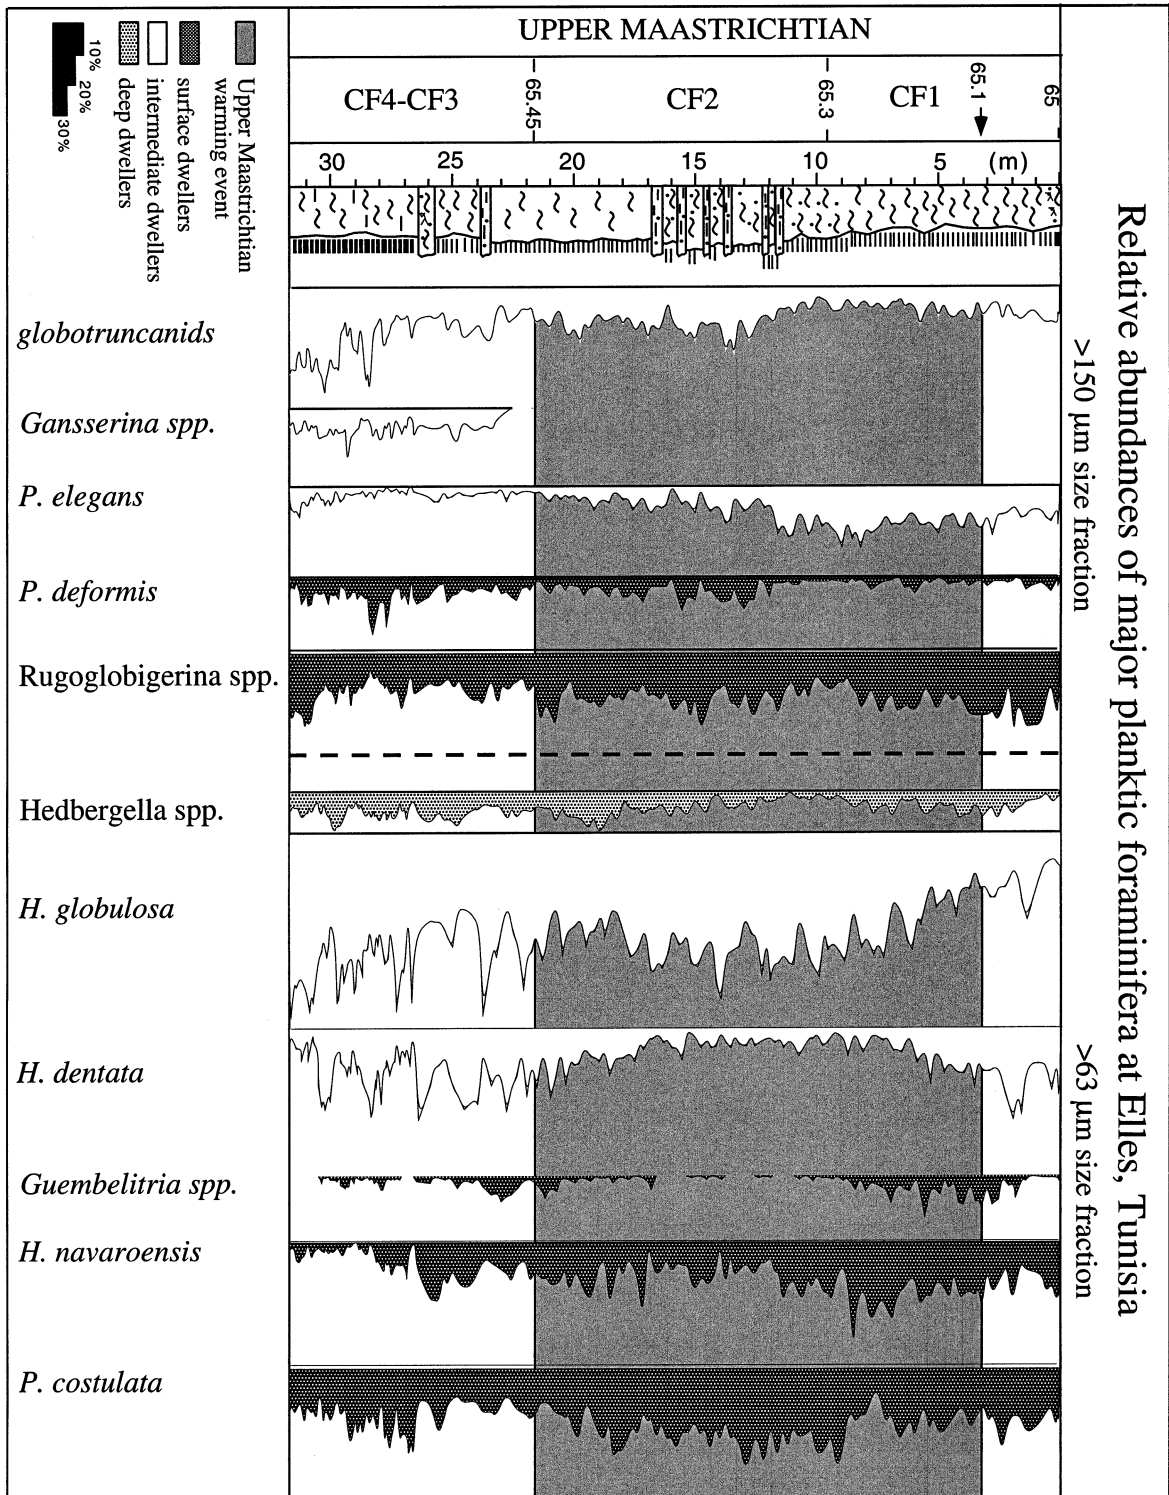 Relative abundances of major planktic foraminifera at Elles, Tunisia
>150 µm size fraction
>63 µm size fraction
UPPER MAASTRICHTIAN
CF4-CF3
65.45
CF2
65.3
CF1
65.1
65
30
25
20
15
10
5
(m)
Upper Maastrichtian
warming event
surface dwellers
intermediate dwellers
deep dwellers
10%
20%
30%
globotruncanids
Gansserina spp.
P. elegans
P. deformis
Rugoglobigerina spp.
Hedbergella spp.
H. globulosa
H. dentata
Guembelitria spp.
H. navaroensis
P. costulata